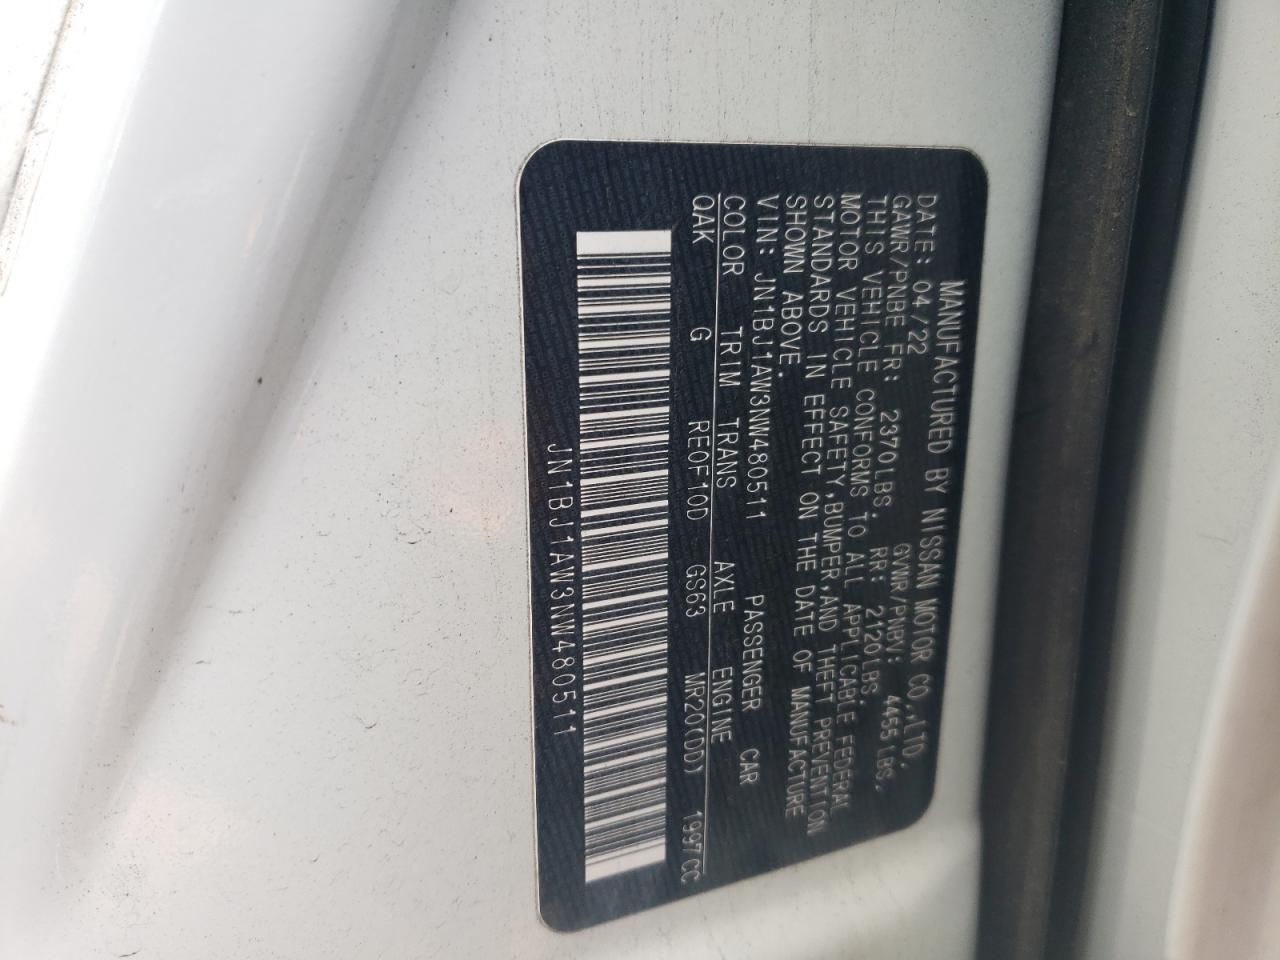 MANUFACTURED BY NISSAN MOTOR CO.,LTD.
DATE: 04/22 GVWR/PNBV: 4455LBS,
GAWR/PNBE FR: 2370LBS, RR: 2120LBS,
THIS VEHICLE CONFORMS TO ALL APPLICABLE FEDERAL
MOTOR VEHICLE SAFETY,BUMPER,AND THEFT PREVENTION
STANDARDS IN EFFECT ON THE DATE OF MANUFACTURE
SHOWN ABOVE.
VIN: JN1BJ1AW3NW480511 PASSENGER CAR
COLOR TRIM TRANS AXLE ENGINE
QAK G RE0F10D GS63 MR20(DD) 1997CC
JN1BJ1AW3NW480511